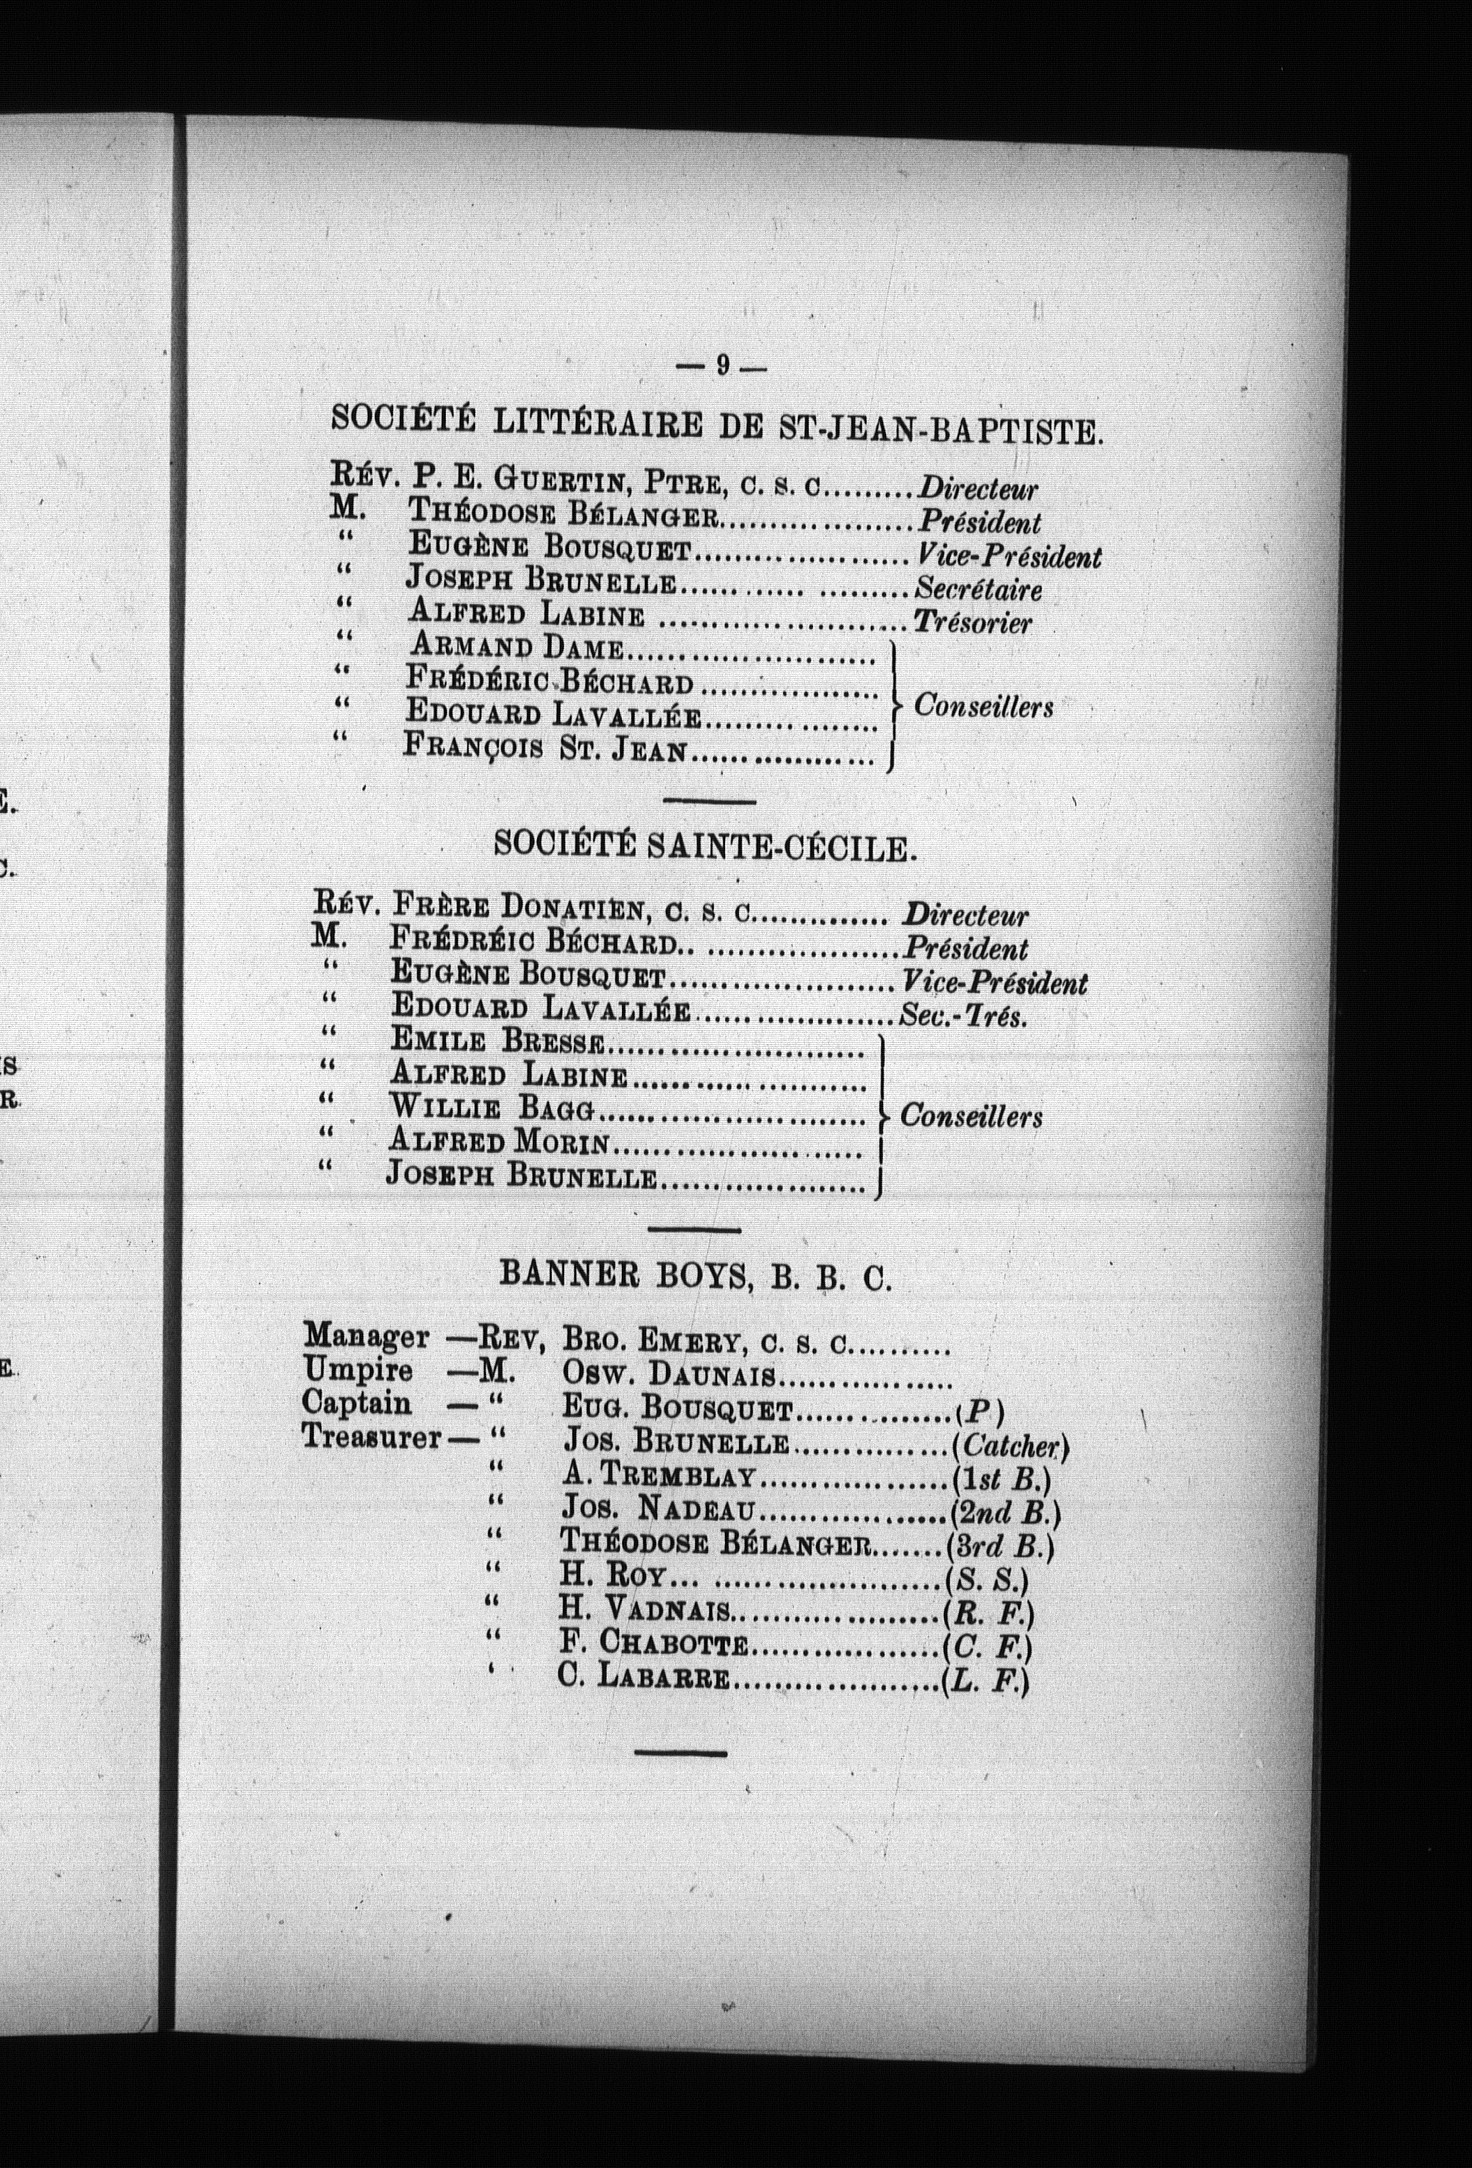 — 9 —
SOCIÉTÉ LITTÉRAIRE DE ST-JEAN-BAPTISTE.
RÉV. P. E. GUERTIN, PTRE, C. S. C.........Directeur
M. THÉODOSE BÉLANGER...................Président
“ EUGÈNE BOUSQUET.....................Vice-Président
“ JOSEPH BRUNELLE............ .........Secrétaire
“ ALFRED LABINE ........................Trésorier
“ ARMAND DAME.........................
“ FRÉDÉRIC BÉCHARD ..................
“ EDOUARD LAVALLÉE................. } Conseillers
“ FRANÇOIS ST. JEAN..................
SOCIÉTÉ SAINTE-CÉCILE.
RÉV. FRÈRE DONATIEN, C. S. C.............. Directeur
M. FRÉDRÉIC BÉCHARD.. ...................Président
“ EUGÈNE BOUSQUET...................... Vice-Président
“ EDOUARD LAVALLÉE....................Sec.-Trés.
“ EMILE BRESSE.........................
“ ALFRED LABINE.......................
“ WILLIE BAGG.......................... } Conseillers
“ ALFRED MORIN........................
“ JOSEPH BRUNELLE....................
BANNER BOYS, B. B. C.
Manager —REV, BRO. EMERY, C. S. C..........
Umpire —M. OSW. DAUNAIS.................
Captain — “ EUG. BOUSQUET...............(P)
Treasurer — “ JOS. BRUNELLE...............(Catcher)
“ A. TREMBLAY..................(1st B.)
“ JOS. NADEAU..................(2nd B.)
“ THÉODOSE BÉLANGER.......(3rd B.)
“ H. ROY... ......................(S. S.)
“ H. VADNAIS....................(R. F.)
“ F. CHABOTTE..................(C. F.)
‘ C. LABARRE....................(L. F.)
E.
C.
IS
R.
E.